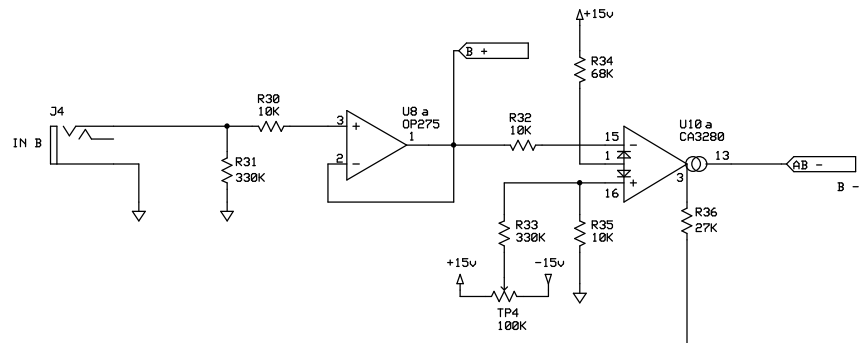 +15v
B +
R34
68K
J4
R30
10K
U8 a
OP275
R32
10K
U10 a
CA3280
IN B
3
+
1
15
-
2
-
1
13
AB -
R31
330K
+
3
16
B -
R33
330K
R35
10K
R36
27K
+15v
-15v
TP4
100K